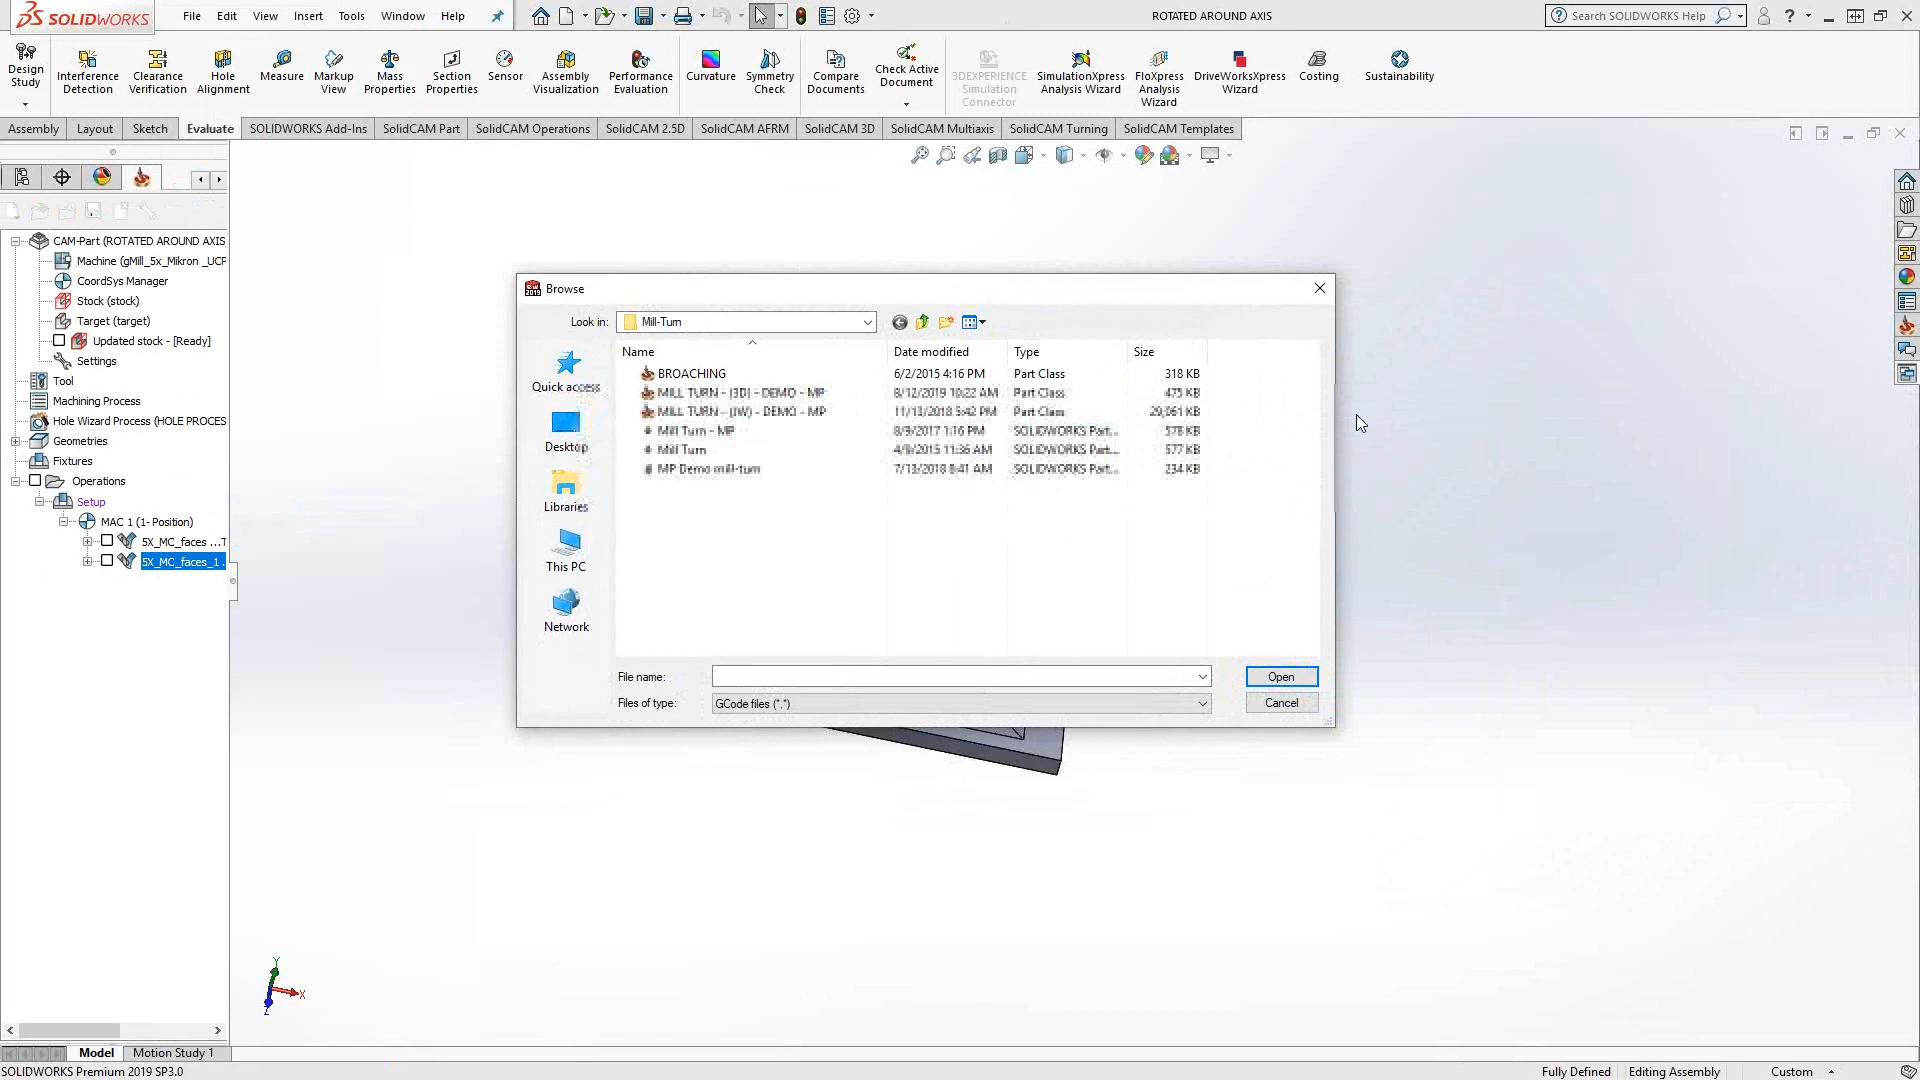 SOLIDWORKS File Edit View Insert Tools Window Help ROTATED AROUND AXIS Search SOLIDWORKS Help
Design Study
Interference Detection
Clearance Verification
Hole Alignment
Measure
Markup View
Mass Properties
Section Properties
Sensor
Assembly Visualization
Performance Evaluation
Curvature
Symmetry Check
Compare Documents
Check Active Document
3DEXPERIENCE Simulation Connector
SimulationXpress Analysis Wizard
FloXpress Analysis Wizard
DriveWorksXpress Wizard
Costing
Sustainability
Assembly Layout Sketch Evaluate SOLIDWORKS Add-Ins SolidCAM Part SolidCAM Operations SolidCAM 2.5D SolidCAM AFRM SolidCAM 3D SolidCAM Multiaxis SolidCAM Turning SolidCAM Templates
CAM-Part (ROTATED AROUND AXIS
Machine (gMill_5x_Mikron _UCP
CoordSys Manager
Stock (stock)
Target (target)
Updated stock - [Ready]
Settings
Tool
Machining Process
Hole Wizard Process (HOLE PROCES
Geometries
Fixtures
Operations
Setup
MAC 1 (1- Position)
5X_MC_faces ...T
5X_MC_faces_1 .
Browse
Look in: Mill-Turn
Name Date modified Type Size
BROACHING 6/2/2015 4:16 PM Part Class 318 KB
MILL TURN - (3D) - DEMO - MP 8/12/2019 10:22 AM Part Class 475 KB
MILL TURN - (IW) - DEMO - MP 11/13/2018 5:42 PM Part Class 29,061 KB
Mill Turn - MP 8/9/2017 1:16 PM SOLIDWORKS Part... 578 KB
Mill Turn 4/9/2015 11:36 AM SOLIDWORKS Part... 577 KB
MP Demo mill-turn 7/13/2018 8:41 AM SOLIDWORKS Part... 234 KB
Quick access
Desktop
Libraries
This PC
Network
File name: Open
Files of type: GCode files (*.*) Cancel
Y
X
Z
Model Motion Study 1
SOLIDWORKS Premium 2019 SP3.0 Fully Defined Editing Assembly Custom